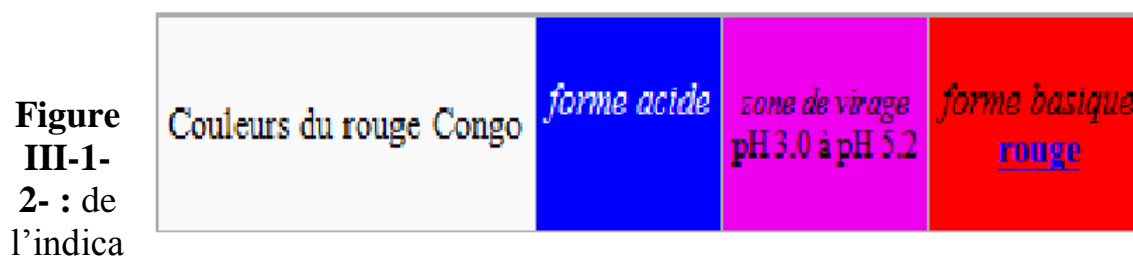 Figure
III-1-
2- : de
l'indica
Couleurs du rouge Congo
forme acide
zone de virage
pH 3.0 à pH 5.2
forme basique
rouge